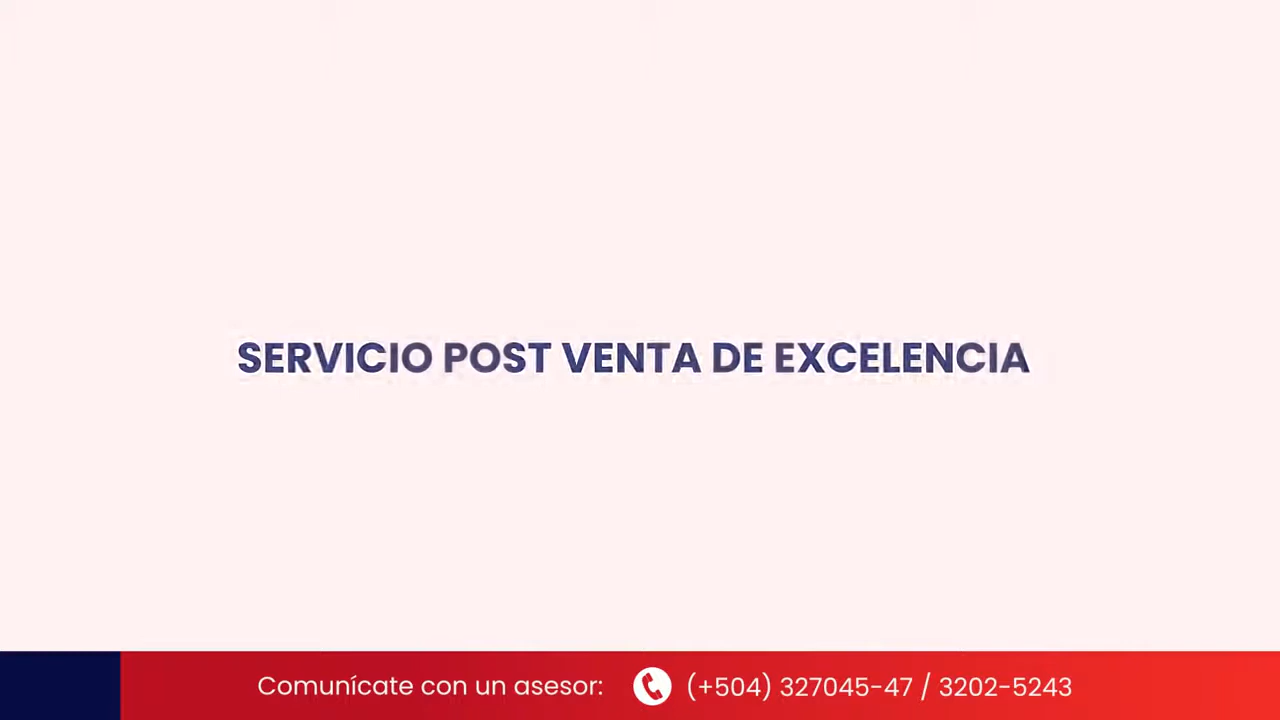 SERVICIO POST VENTA DE EXCELENCIA
Comunícate con un asesor: (+504) 327045-47 / 3202-5243